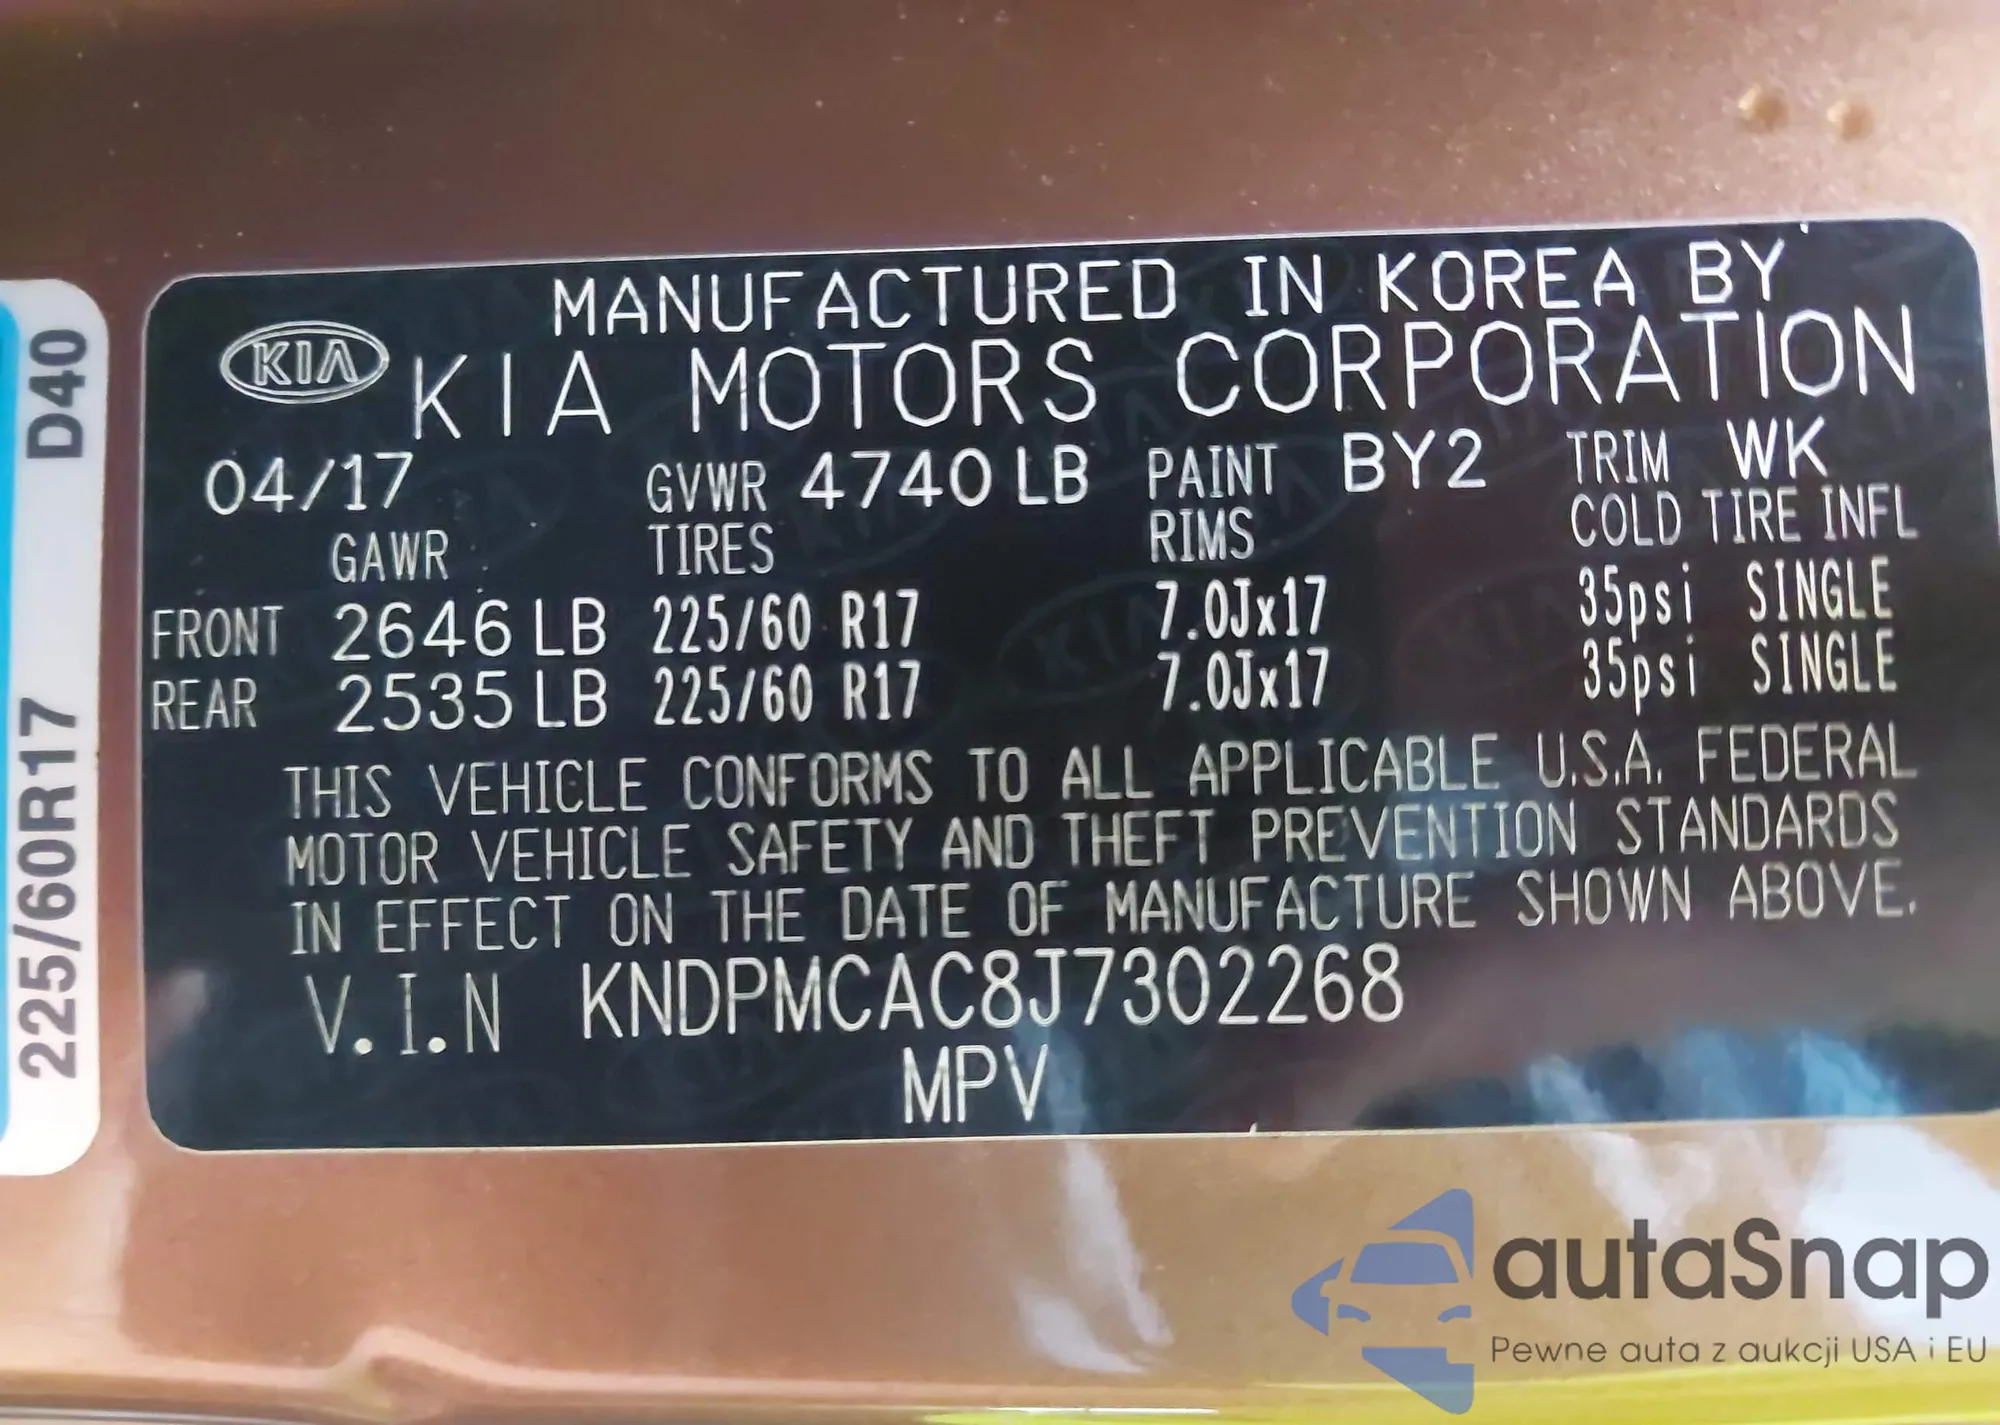 MANUFACTURED IN KOREA BY
KIA
KIA MOTORS CORPORATION
04/17 GVWR 4740 LB PAINT BY2 TRIM WK
GAWR TIRES RIMS COLD TIRE INFL
FRONT 2646 LB 225/60 R17 7.0Jx17 35psi SINGLE
REAR 2535 LB 225/60 R17 7.0Jx17 35psi SINGLE
THIS VEHICLE CONFORMS TO ALL APPLICABLE U.S.A. FEDERAL
MOTOR VEHICLE SAFETY AND THEFT PREVENTION STANDARDS
IN EFFECT ON THE DATE OF MANUFACTURE SHOWN ABOVE.
V.I.N KNDPMCAC8J7302268
MPV
225/60R17 D40
autaSnap
Pewne auta z aukcji USA i EU